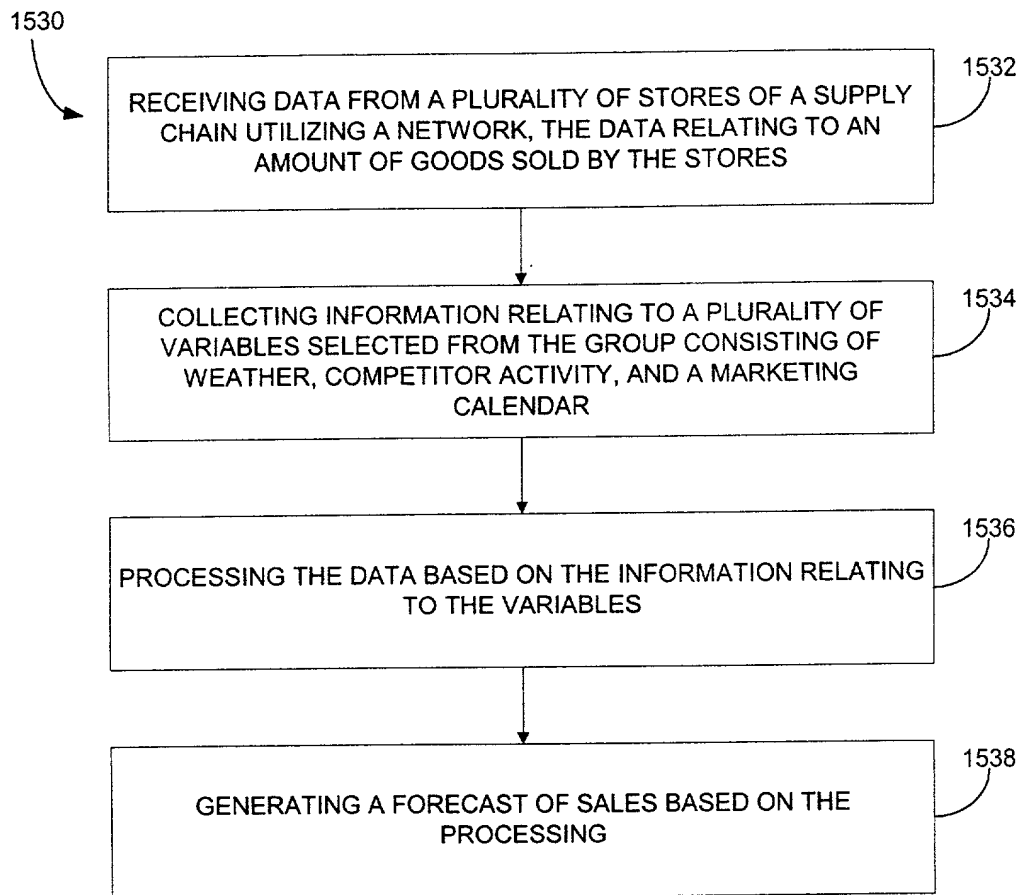 1530
1532
RECEIVING DATA FROM A PLURALITY OF STORES OF A SUPPLY
CHAIN UTILIZING A NETWORK, THE DATA RELATING TO AN
AMOUNT OF GOODS SOLD BY THE STORES
1534
COLLECTING INFORMATION RELATING TO A PLURALITY OF
VARIABLES SELECTED FROM THE GROUP CONSISTING OF
WEATHER, COMPETITOR ACTIVITY, AND A MARKETING
CALENDAR
1536
PROCESSING THE DATA BASED ON THE INFORMATION RELATING
TO THE VARIABLES
1538
GENERATING A FORECAST OF SALES BASED ON THE
PROCESSING